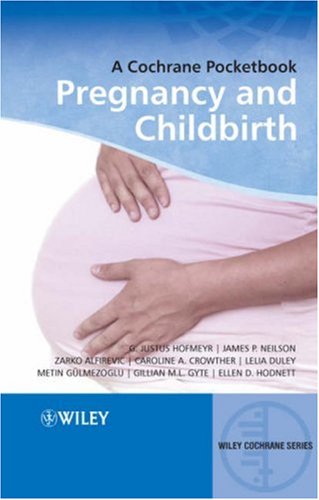 A Cochrane Pocketbook
Pregnancy and
Childbirth
G. JUSTUS HOFMEYR | JAMES P. NEILSON
ZARKO ALFIREVIC | CAROLINE A. CROWTHER | LELIA DULEY
METIN GÜLMEZOGLU | GILLIAN M.L. GYTE | ELLEN D. HODNETT
WILEY
WILEY COCHRANE SERIES